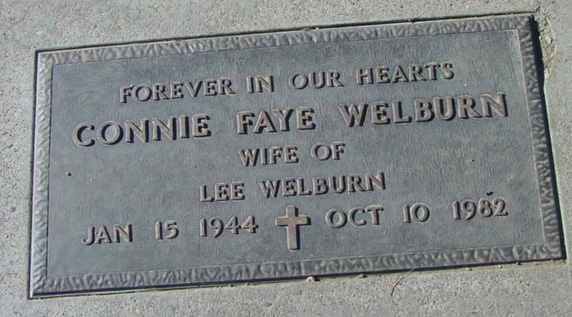 FOREVER IN OUR HEARTS
CONNIE FAYE WELBURN
WIFE OF
LEE WELBURN
JAN 15 1944 OCT 10 1982